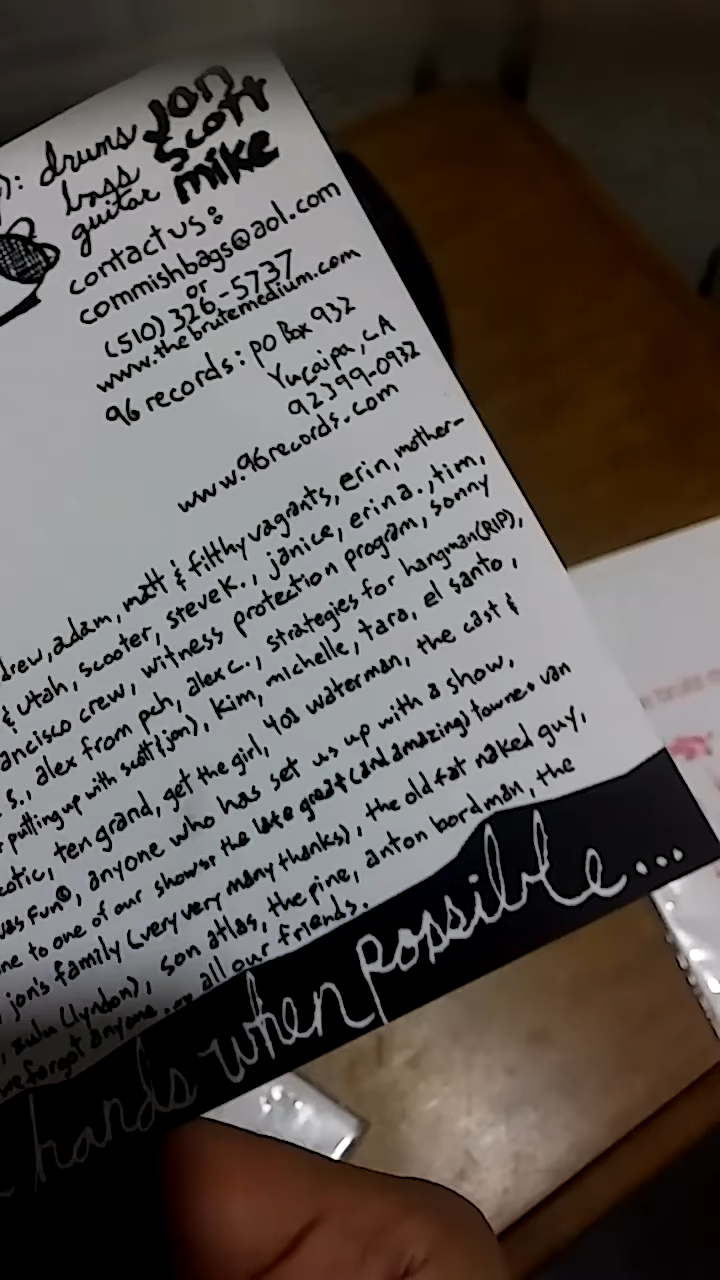 : drums jon
bass scott
guitar mike
contact us:
commishbags@aol.com
or
(510) 326-5737
www.thebrutemedium.com
96 records: po Box 932
Yucaipa, CA
92399-0932
www.96records.com
drew, adam, matt & filthy vagrants, erin, mother-
& utah, scooter, steve k., janice, erin a., tim,
ancisco crew, witness protection program, sonny
s., alex from pch, alex c., strategies for hangman (RIP),
putting up with scott & jon), kim, michelle, tara, el santo,
eotic, ten grand, get the girl, yos waterman, the cast &
was Fun©, anyone who has set us up with a show,
ne to one of our shows, the late great (and amazing) townes van
jon's family (very very many thanks), the old fat naked guy,
, zulu (lyndon), son atlas, the pine, anton bordman, the
we forgot anyone all our friends.
hands when possible...